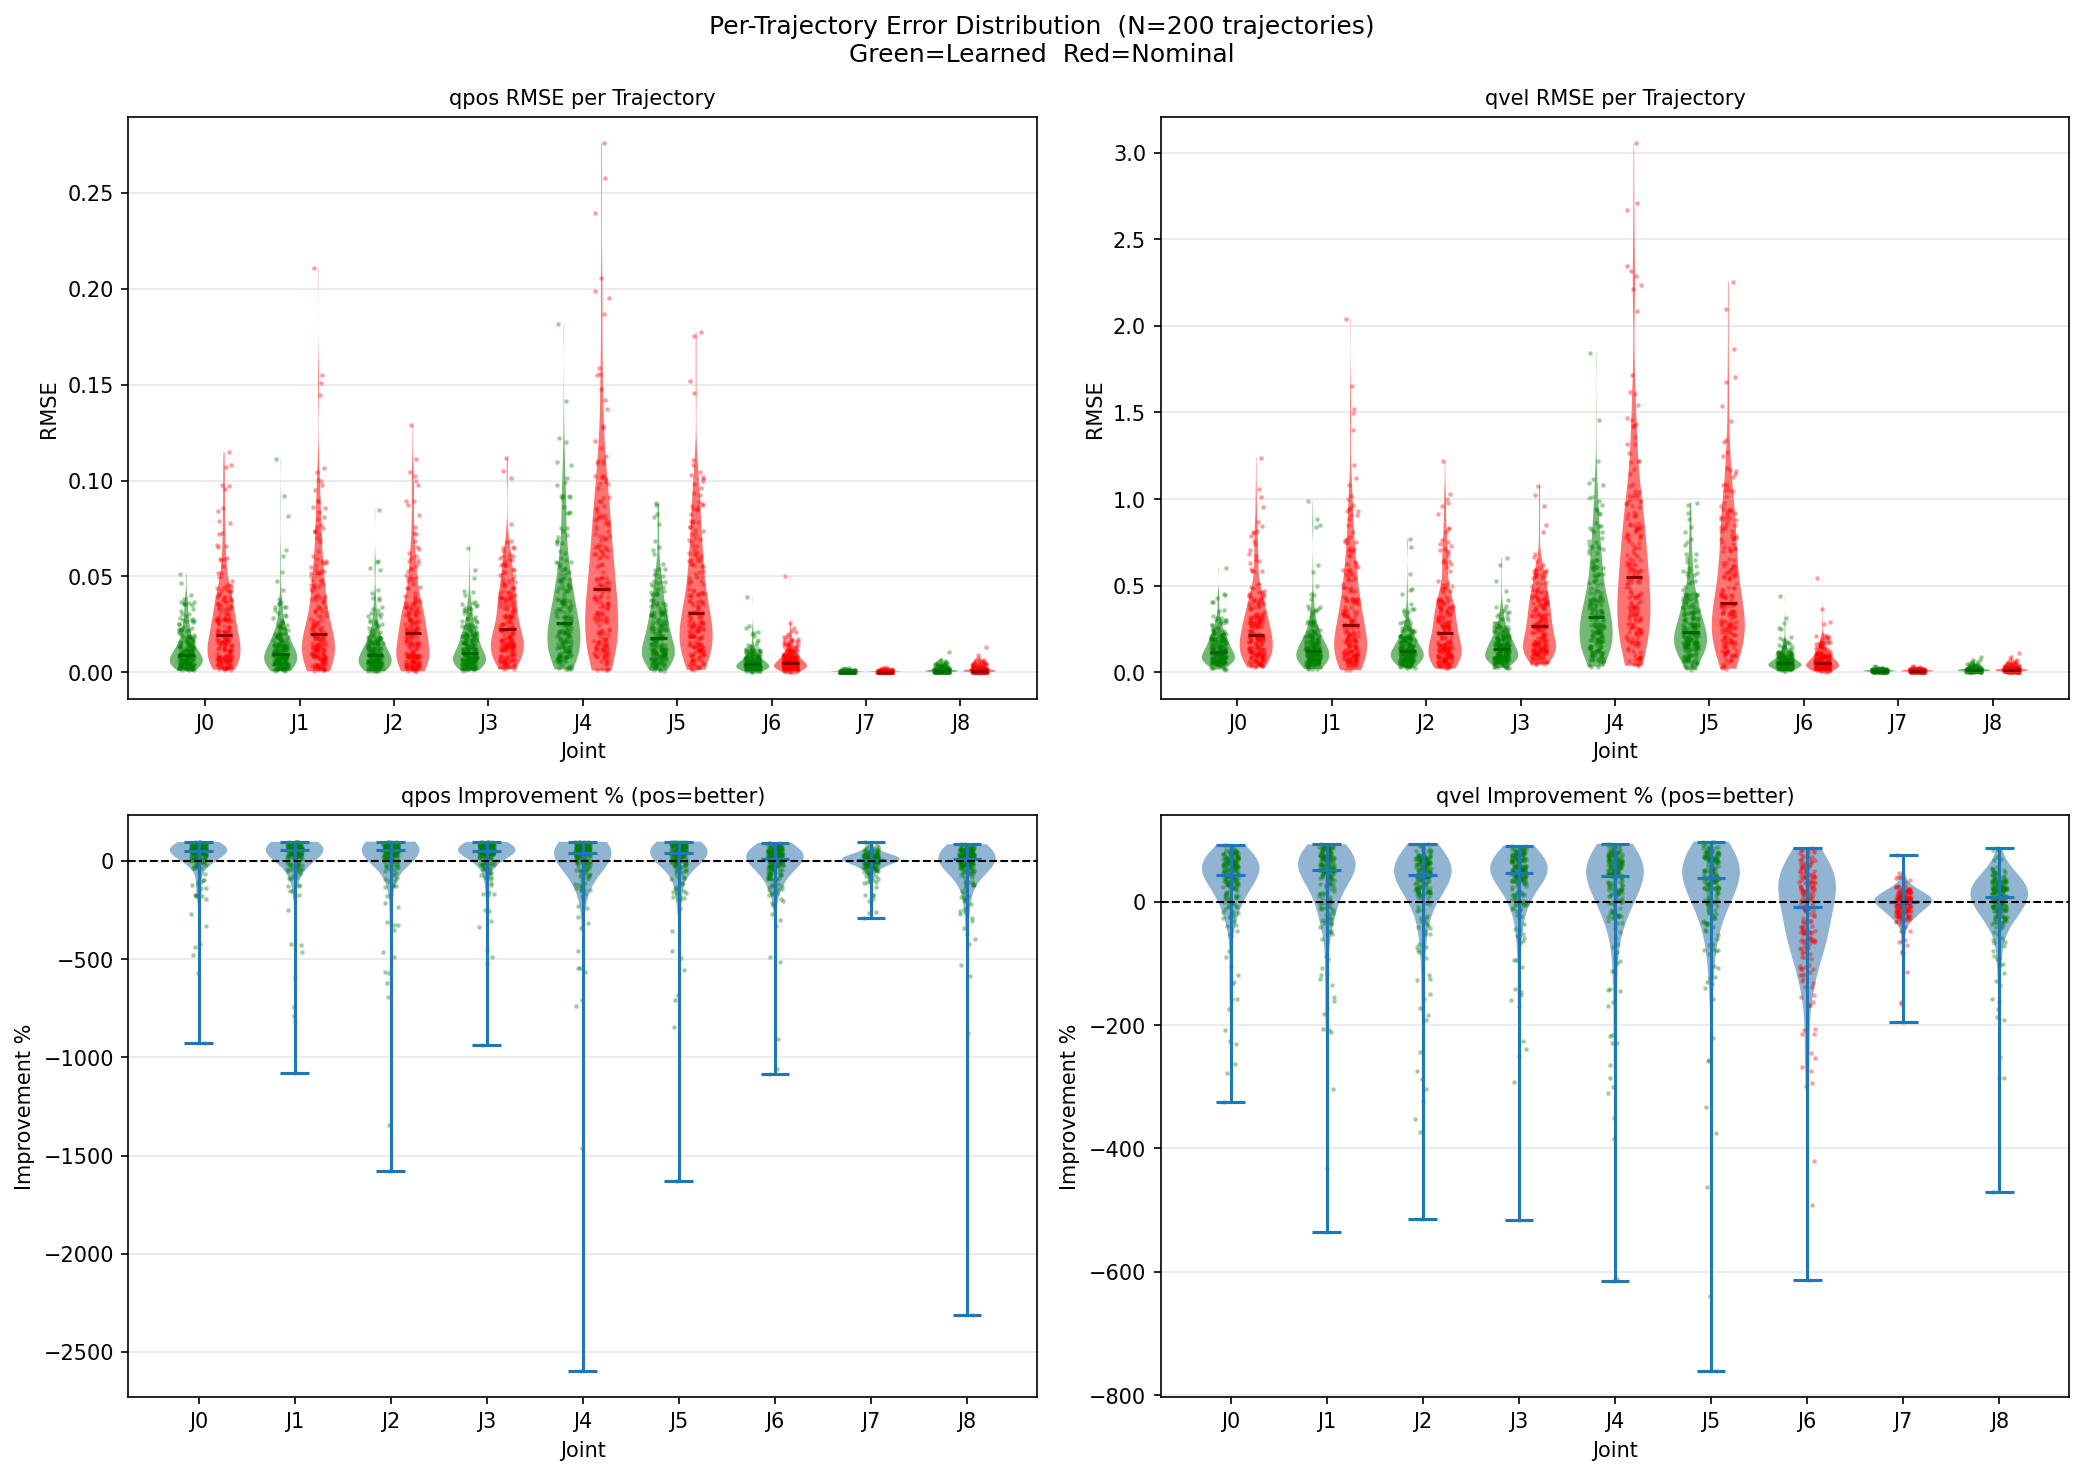 Per-Trajectory Error Distribution  (N=200 trajectories)
Green=Learned  Red=Nominal
qpos RMSE per Trajectory
RMSE
0.25
0.20
0.15
0.10
0.05
0.00
J0 J1 J2 J3 J4 J5 J6 J7 J8
Joint
qvel RMSE per Trajectory
RMSE
3.0
2.5
2.0
1.5
1.0
0.5
0.0
J0 J1 J2 J3 J4 J5 J6 J7 J8
Joint
qpos Improvement % (pos=better)
Improvement %
0
−500
−1000
−1500
−2000
−2500
J0 J1 J2 J3 J4 J5 J6 J7 J8
Joint
qvel Improvement % (pos=better)
Improvement %
0
−200
−400
−600
−800
J0 J1 J2 J3 J4 J5 J6 J7 J8
Joint